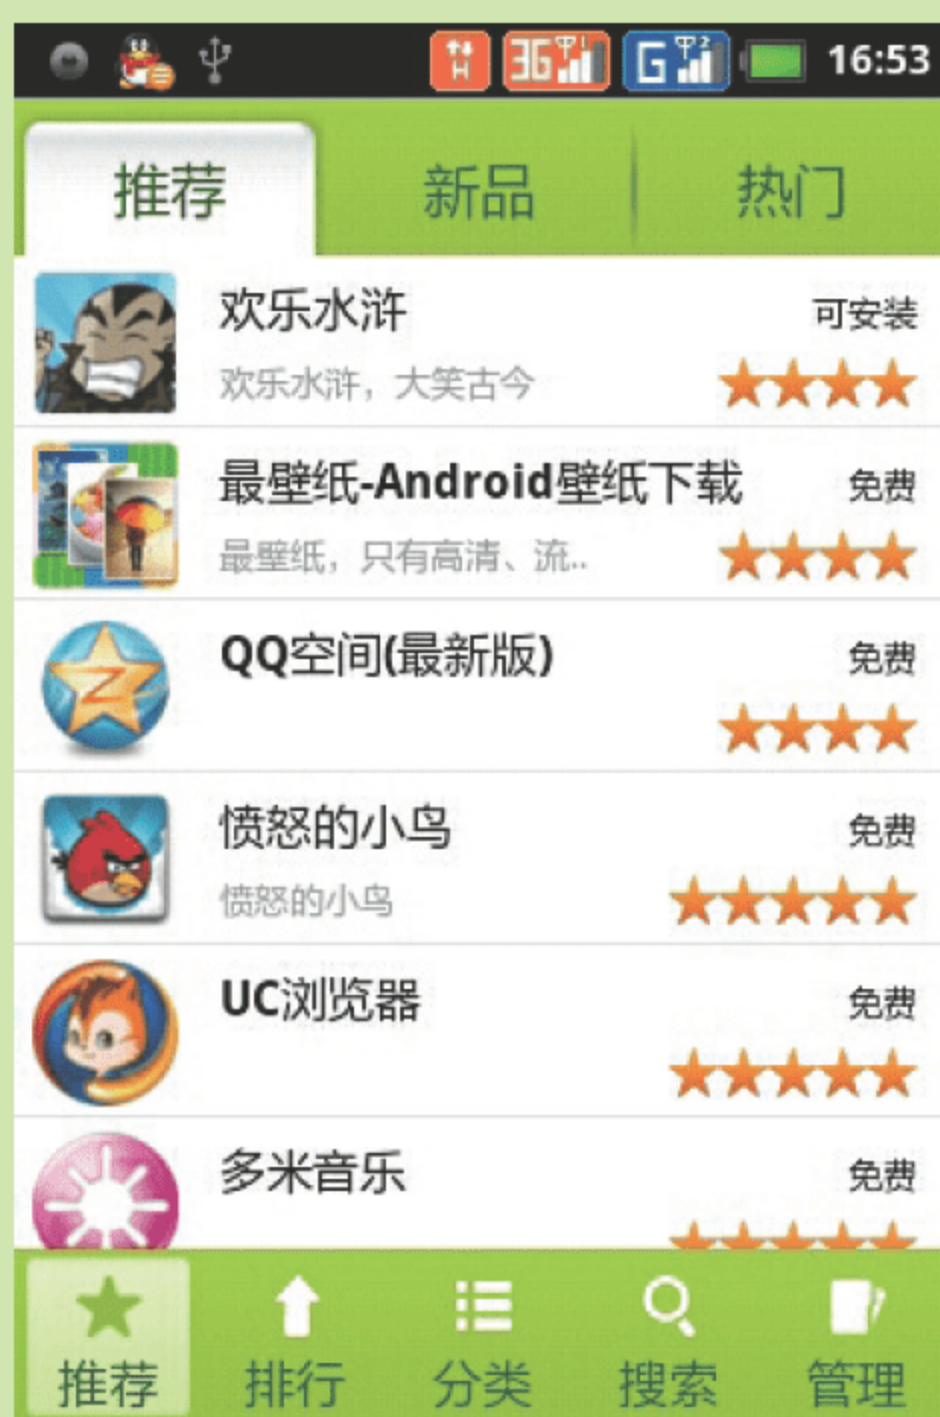 H 3G 1 G 2 16:53
推荐 新品 热门
欢乐水浒 可安装
欢乐水浒，大笑古今
最壁纸-Android壁纸下载 免费
最壁纸，只有高清、流..
QQ空间(最新版) 免费
愤怒的小鸟 免费
愤怒的小鸟
UC浏览器 免费
多米音乐 免费
推荐 排行 分类 搜索 管理